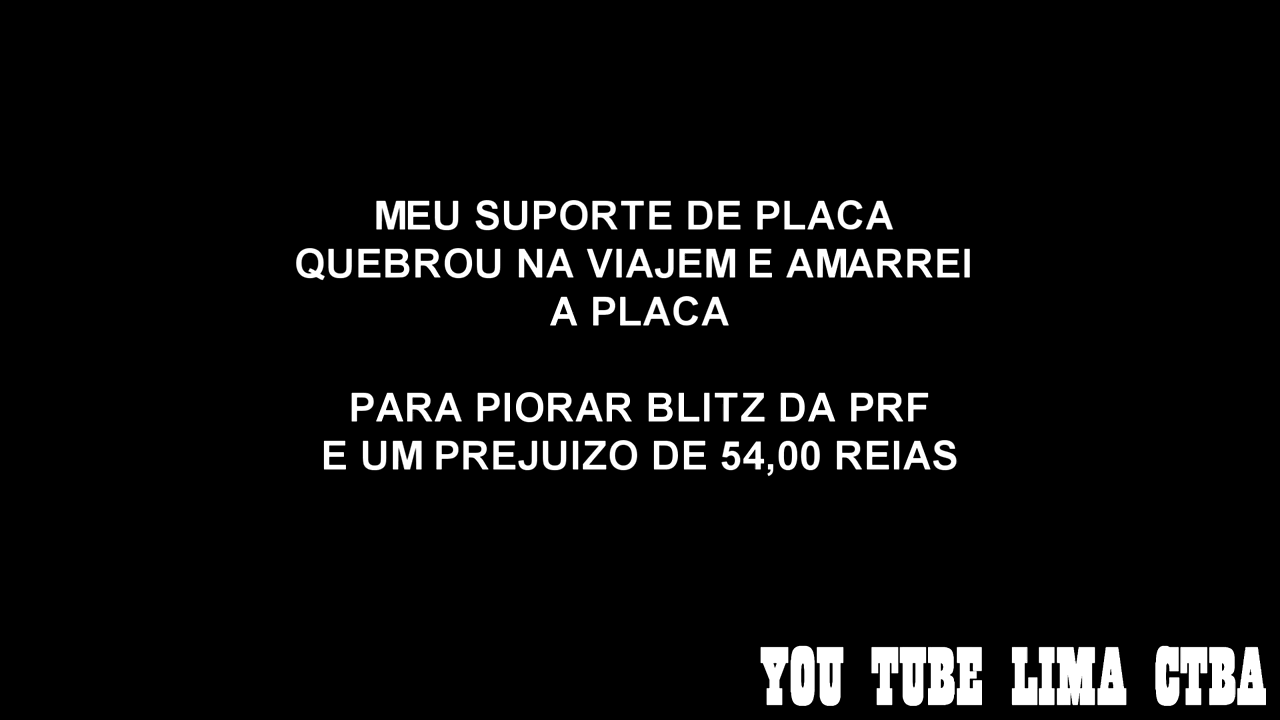 MEU SUPORTE DE PLACA
QUEBROU NA VIAJEM E AMARREI
A PLACA
PARA PIORAR BLITZ DA PRF
E UM PREJUIZO DE 54,00 REIAS
YOU TUBE LIMA CTBA